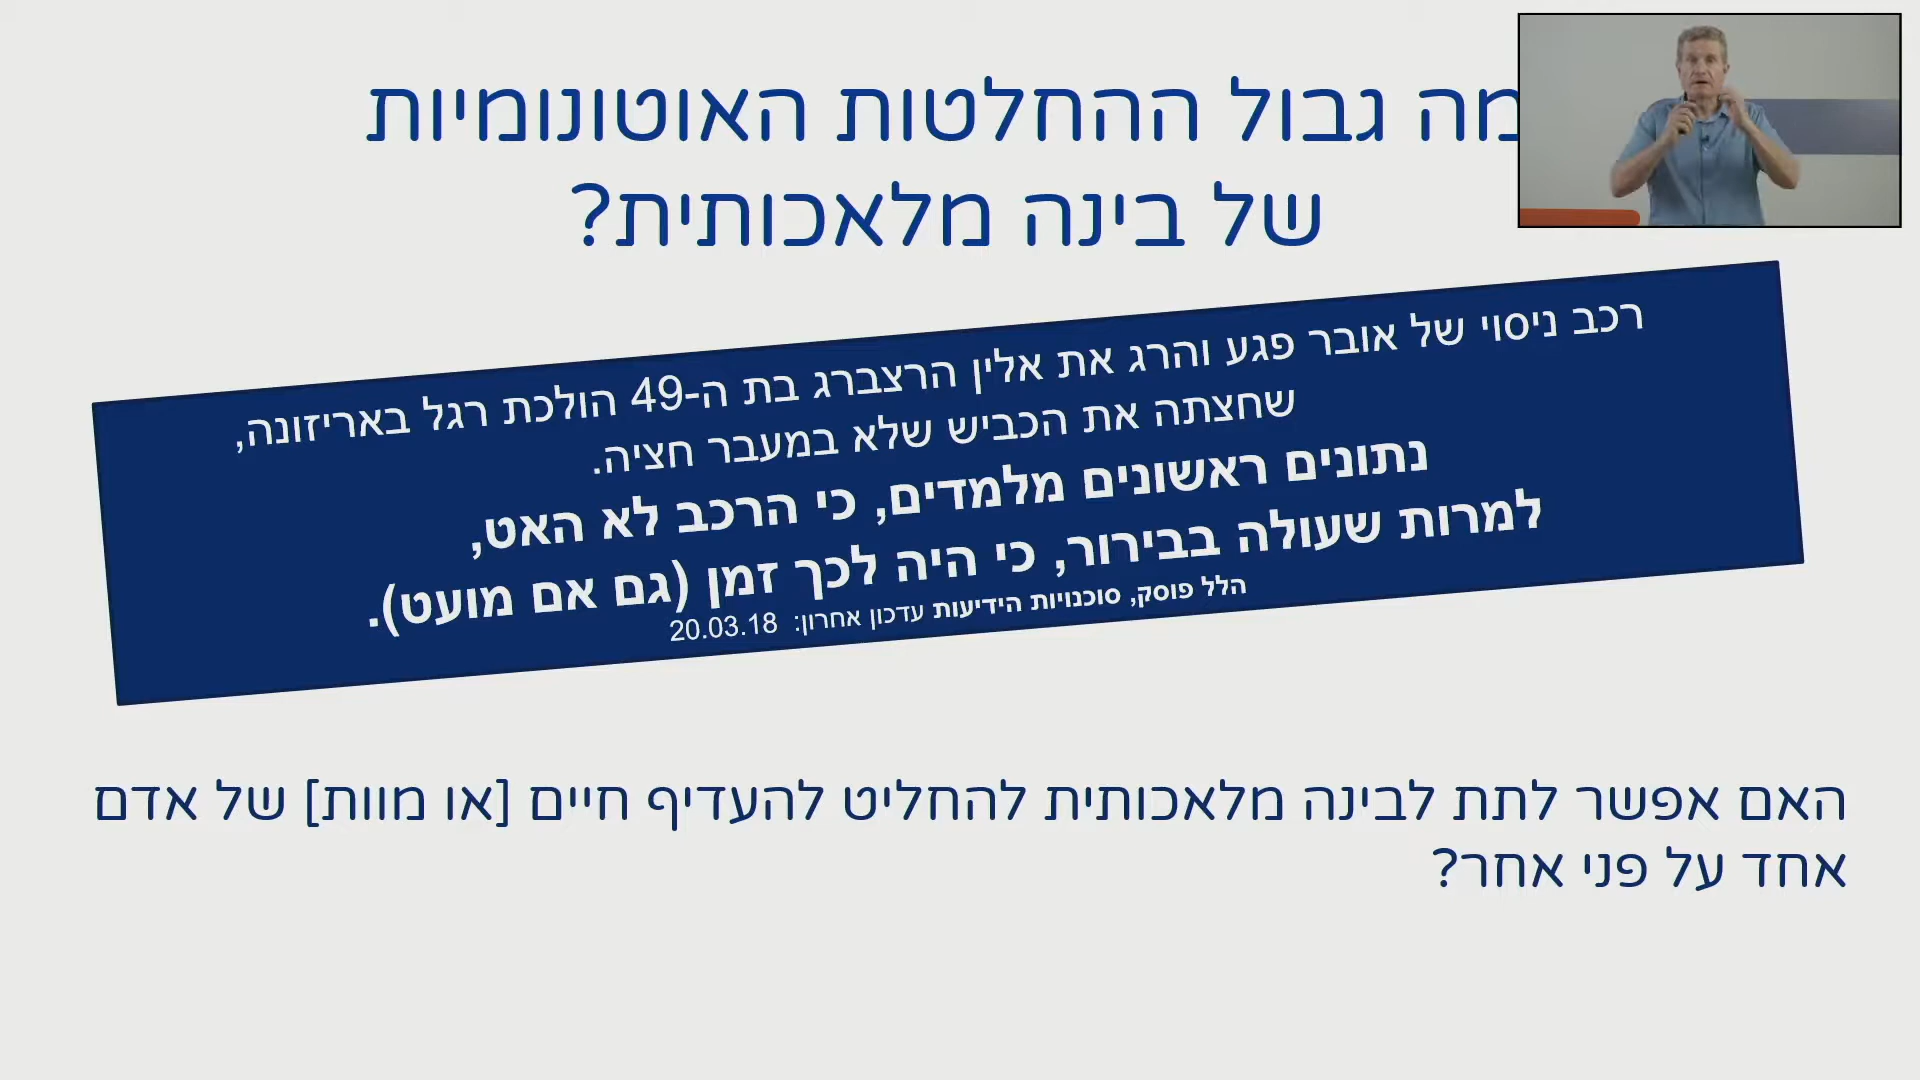 מה גבול ההחלטות האוטונומיות
של בינה מלאכותית?
רכב ניסוי של אובר פגע והרג את אלין הרצברג בת ה-49 הולכת רגל באריזונה,
שחצתה את הכביש שלא במעבר חציה.
נתונים ראשונים מלמדים, כי הרכב לא האט,
למרות שעולה בבירור, כי היה לכך זמן (גם אם מועט).
הלל פוסק, סוכנויות הידיעות עדכון אחרון: 20.03.18
האם אפשר לתת לבינה מלאכותית להחליט להעדיף חיים [או מוות] של אדם
אחד על פני אחר?